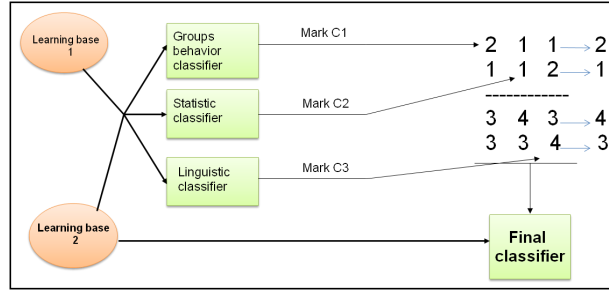 Learning base
1
Groups
behavior
classifier
Mark C1
2 1 1 2
1 1 2 1
Statistic
classifier
Mark C2
------------
3 4 3 4
3 3 4 3
Linguistic
classifier
Mark C3
Learning base
2
Final
classifier